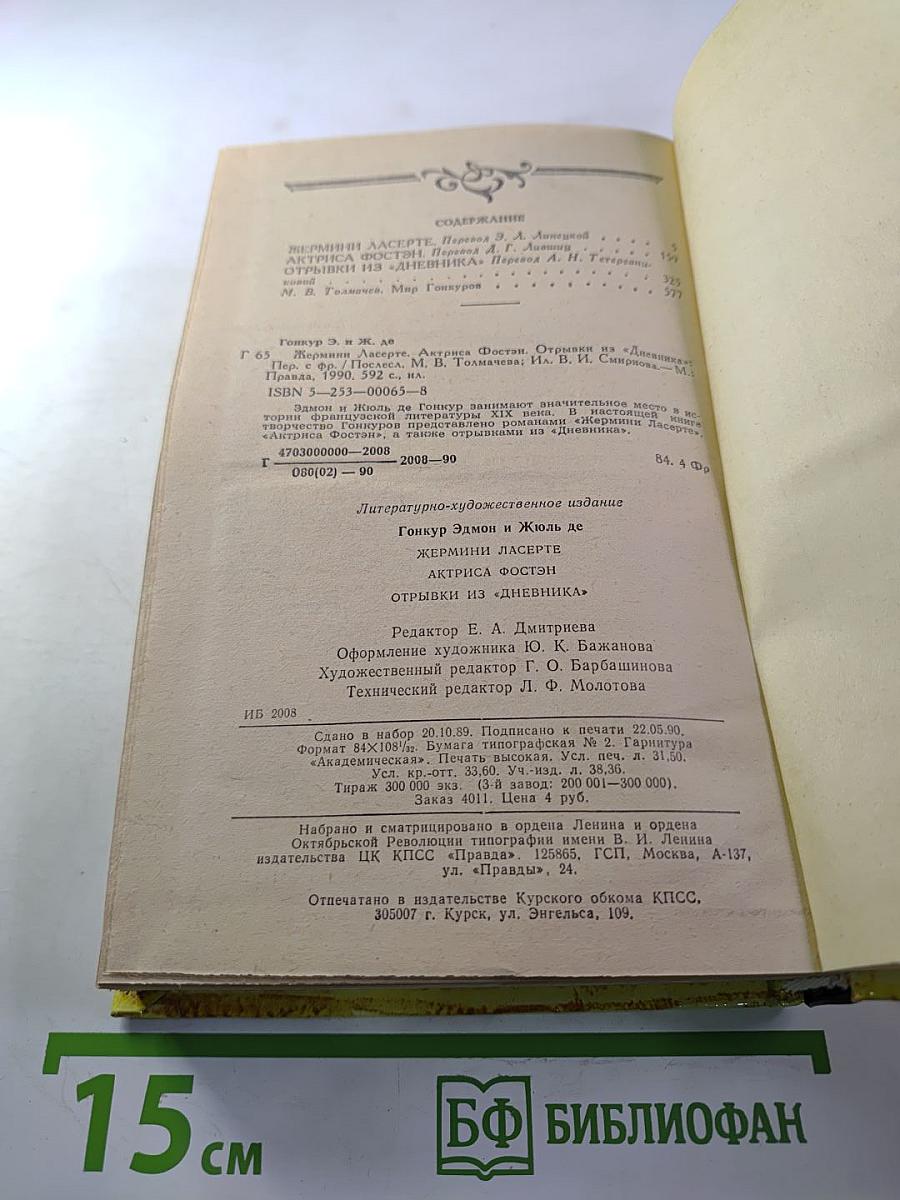 СОДЕРЖАНИЕ
ЖЕРМИНИ ЛАСЕРТЕ. Перевод Э. Л. Линецкой . . . . 5
АКТРИСА ФОСТЭН. Перевод Д. Г. Лившиц . . . . 159
ОТРЫВКИ ИЗ «ДНЕВНИКА» Перевод А. Н. Тетеревни-
ковой . . . . . . . . . . . . . . . . 325
М. В. Толмачев. Мир Гонкуров . . . . . . . . . 577
Гонкур Э. и Ж. де
Г 65 Жермини Ласерте. Актриса Фостэн. Отрывки из «Дневника»:
Пер. с фр. / Послесл. М. В. Толмачева; Ил. В. И. Смирнова.— М.:
Правда, 1990. 592 с., ил.
ISBN 5—253—00065—8
Эдмон и Жюль де Гонкур занимают значительное место в ис-
тории французской литературы XIX века. В настоящей книге
творчество Гонкуров представлено романами «Жермини Ласерте»,
«Актриса Фостэн», а также отрывками из «Дневника».
4703000000—2008
Г 2008—90
080(02) — 90
84. 4 Фр
Литературно-художественное издание
Гонкур Эдмон и Жюль де
ЖЕРМИНИ ЛАСЕРТЕ
АКТРИСА ФОСТЭН
ОТРЫВКИ ИЗ «ДНЕВНИКА»
Редактор Е. А. Дмитриева
Оформление художника Ю. К. Бажанова
Художественный редактор Г. О. Барбашинова
Технический редактор Л. Ф. Молотова
ИБ 2008
Сдано в набор 20.10.89. Подписано к печати 22.05.90.
Формат 84×108¹/₃₂. Бумага типографская № 2. Гарнитура
«Академическая». Печать высокая. Усл. печ. л. 31,50.
Усл. кр.-отт. 33,60. Уч.-изд. л. 38,36.
Тираж 300 000 экз. (3-й завод: 200 001—300 000).
Заказ 4011. Цена 4 руб.
Набрано и сматрицировано в ордена Ленина и ордена
Октябрьской Революции типографии имени В. И. Ленина
издательства ЦК КПСС «Правда». 125865, ГСП, Москва, А-137,
ул. «Правды», 24.
Отпечатано в издательстве Курского обкома КПСС,
305007 г. Курск, ул. Энгельса, 109.
15 см
БФ БИБЛИОФАН